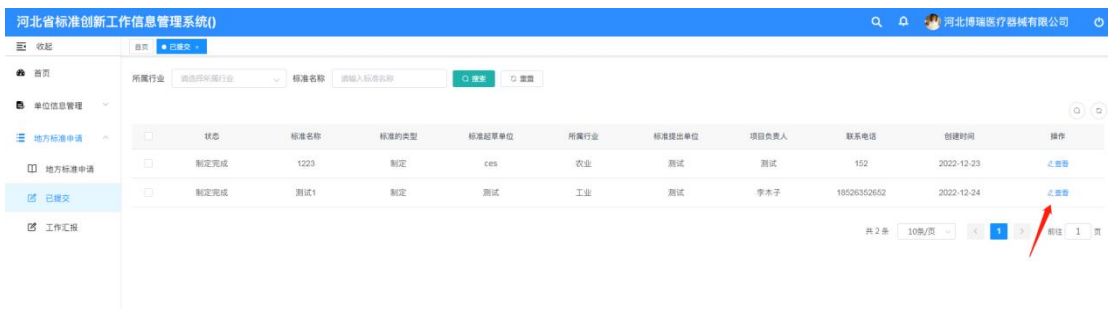 河北省标准创新工作信息管理系统()
河北博瑞医疗器械有限公司
收起
首页 已提交 ×
首页
所属行业 请选择所属行业 标准名称 请输入标准名称 搜索 重置
单位信息管理
地方标准申请
状态 标准名称 标准的类型 标准起草单位 所属行业 标准提出单位 项目负责人 联系电话 创建时间 操作
地方标准申请
制定完成 1223 制定 ces 农业 测试 测试 152 2022-12-23 查看
已提交
制定完成 测试1 制定 测试 工业 测试 李木子 18526352652 2022-12-24 查看
工作汇报
共 2 条 10条/页 < 1 > 前往 1 页